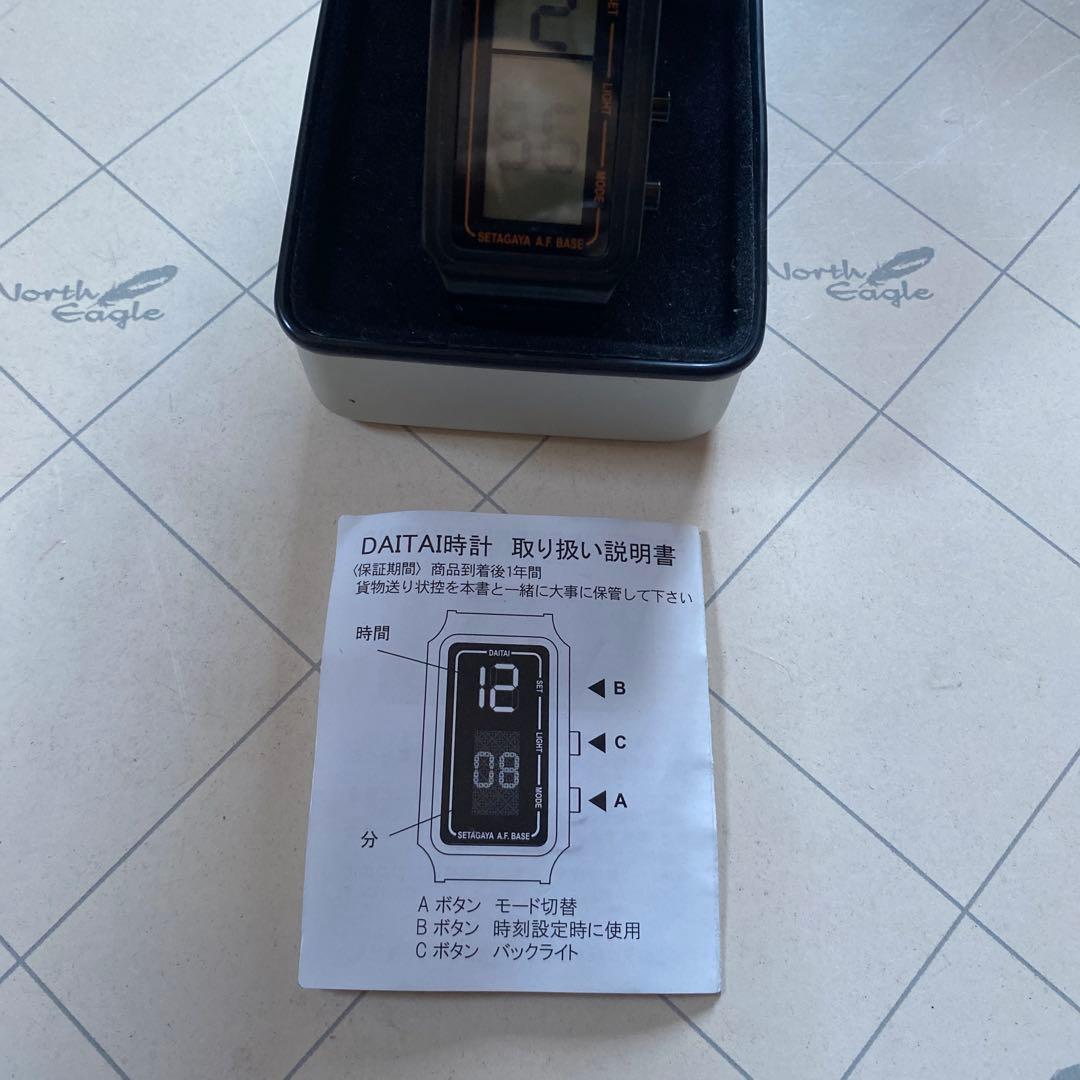 2
SET
LIGHT
MODE
SETAGAYA A.F. BASE
North
Eagle
North
Eagle
DAITAI時計 取り扱い説明書
〈保証期間〉 商品到着後1年間
貨物送り状控を本書と一緒に大事に保管して下さい
時間
DAITAI
12
SET
B
LIGHT
C
08
MODE
A
分
SETAGAYA A.F. BASE
A ボタン モード切替
B ボタン 時刻設定時に使用
C ボタン バックライト